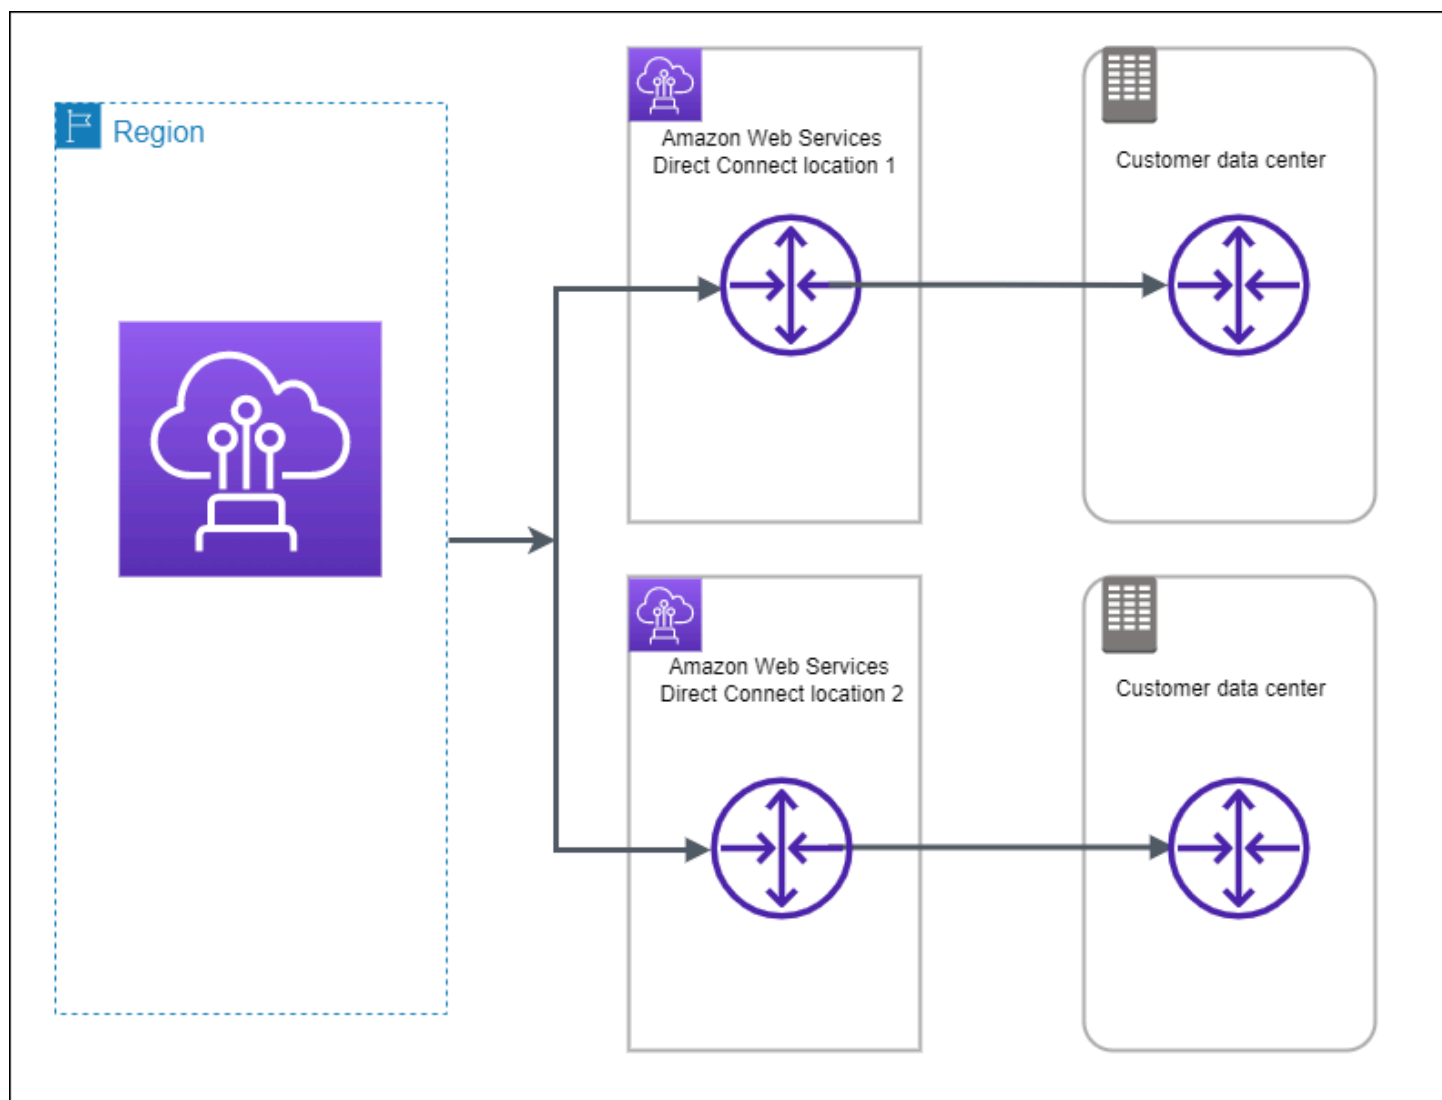 Region
Amazon Web Services
Direct Connect location 1
Customer data center
Amazon Web Services
Direct Connect location 2
Customer data center